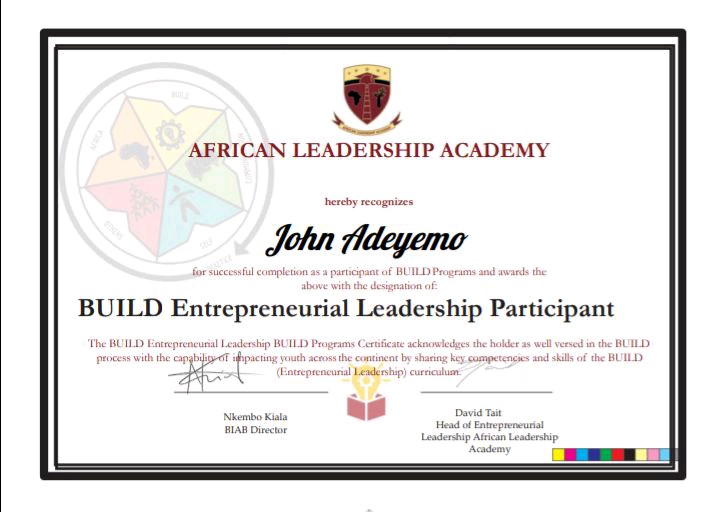 BUILD
AFRICA
OTHERS
SELF
AFRICAN LEADERSHIP ACADEMY
hereby recognizes
John Adeyemo
for successful completion as a participant of BUILD Programs and awards the
above with the designation of:
BUILD Entrepreneurial Leadership Participant
The BUILD Entrepreneurial Leadership BUILD Programs Certificate acknowledges the holder as well versed in the BUILD
process with the capability of impacting youth across the continent by sharing key competencies and skills of the BUILD
(Entrepreneurial Leadership) curriculum.
Nkembo Kiala
BIAB Director
David Tait
Head of Entrepreneurial
Leadership African Leadership
Academy